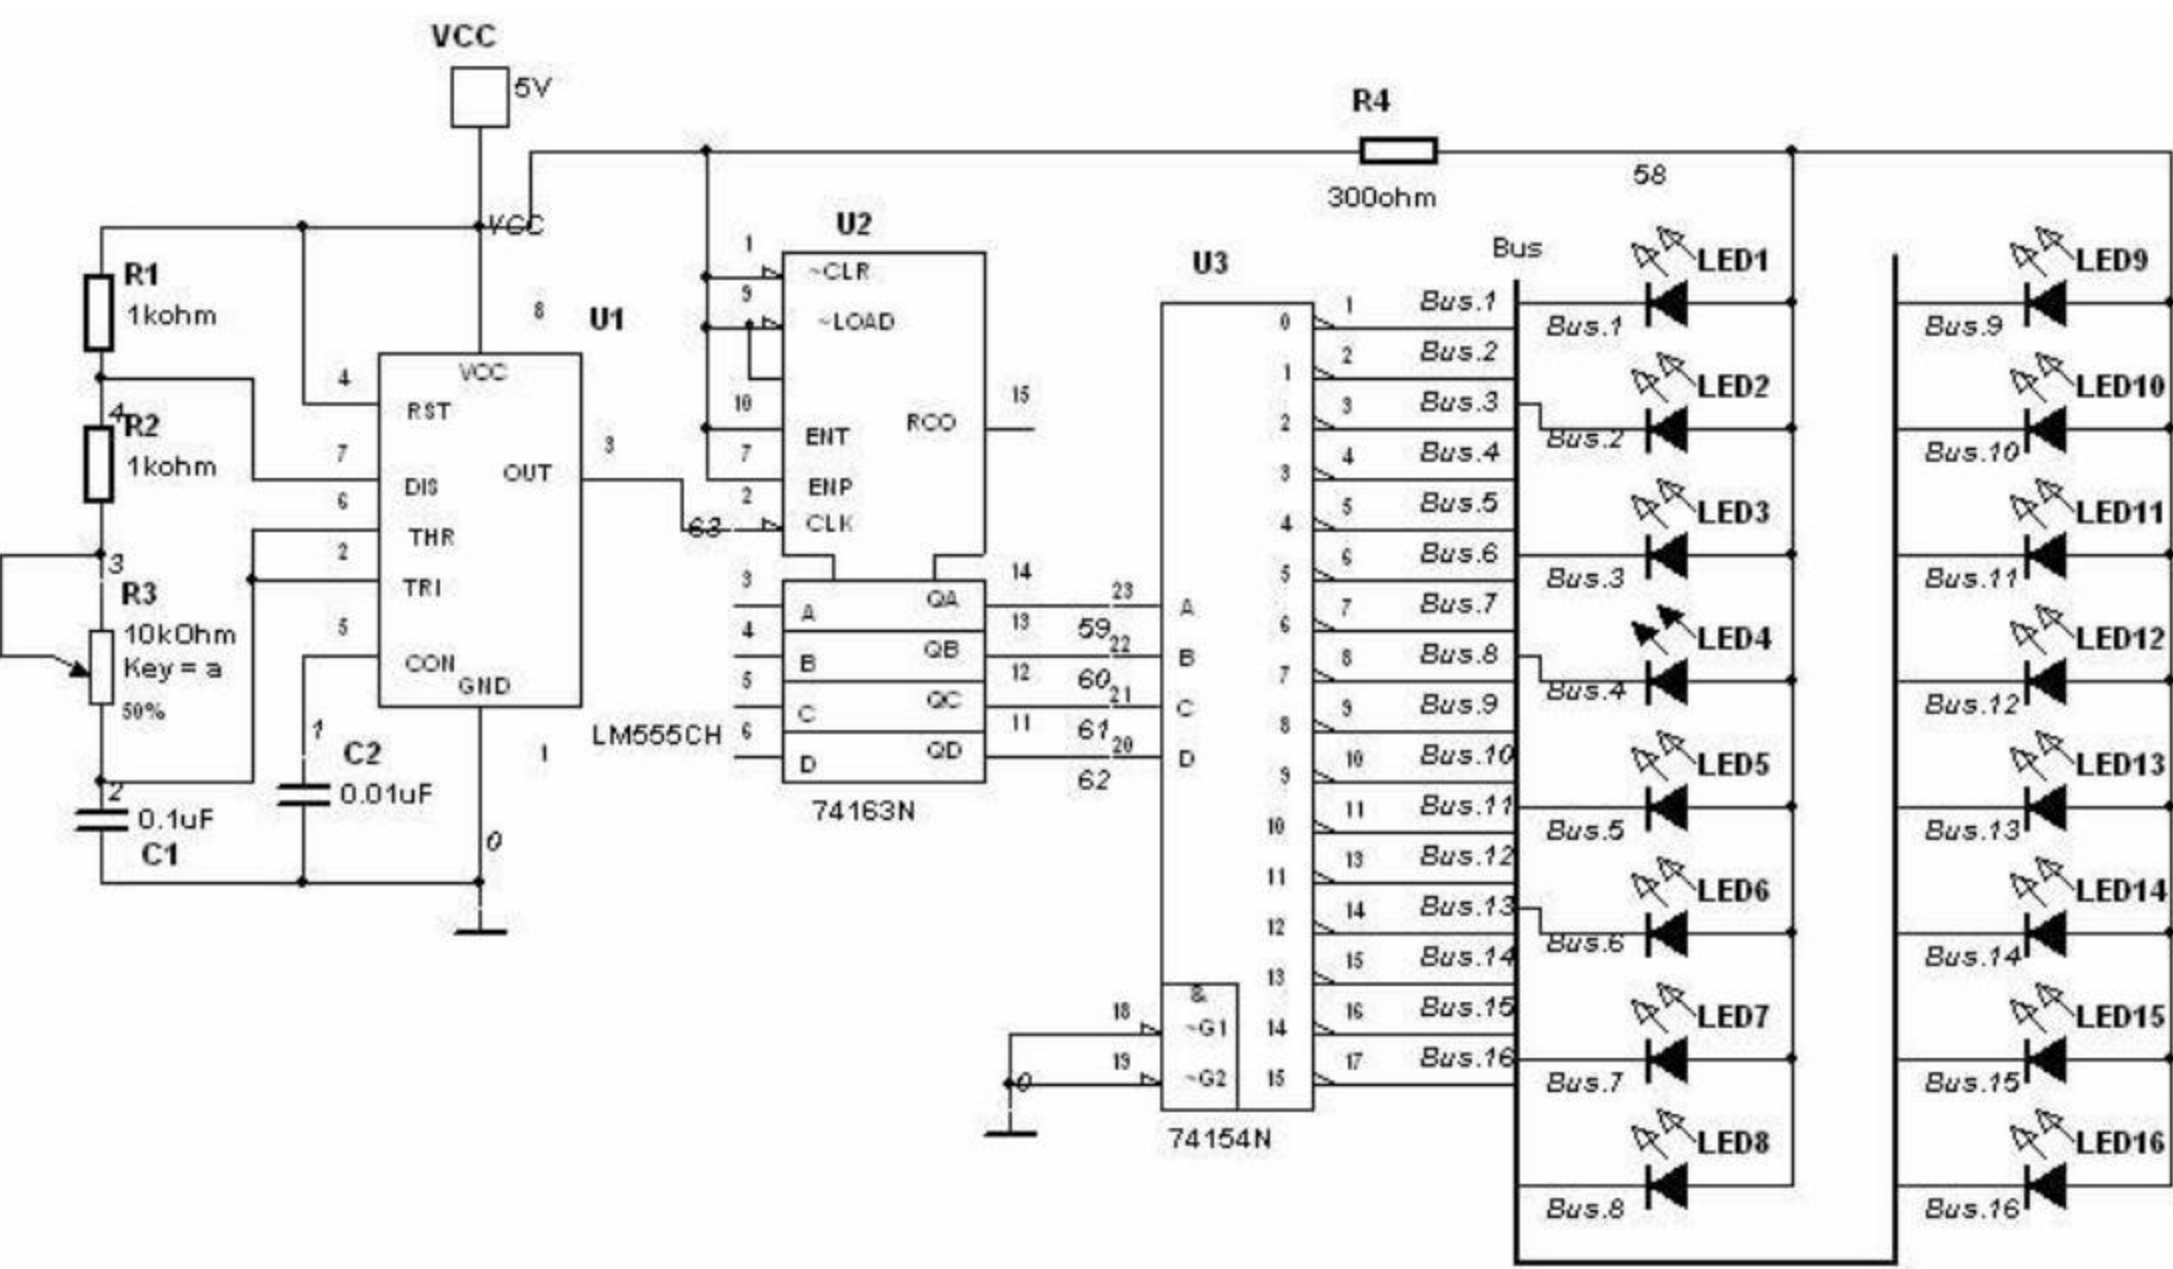 VCC
5V
VCC
R1
1kohm
4
R2
1kohm
3
R3
10kOhm
Key = a
50%
2
0.1uF
C1
1
C2
0.01uF
0
8
U1
4
7
6
2
5
VCC
RST
DIS
THR
TRI
CON
GND
OUT
3
1
LM555CH
63
U2
1
9
10
7
2
~CLR
~LOAD
ENT
ENP
CLK
RCO
15
3
4
5
6
A
B
C
D
QA
QB
QC
QD
14
13
12
11
74163N
59
60
61
62
23
22
21
20
U3
A
B
C
D
&
18
~G1
19
~G2
0
74154N
0
1
2
3
4
5
6
7
8
9
10
11
12
13
14
15
1
2
3
4
5
6
7
8
9
10
11
13
14
15
16
17
Bus.1
Bus.2
Bus.3
Bus.4
Bus.5
Bus.6
Bus.7
Bus.8
Bus.9
Bus.10
Bus.11
Bus.12
Bus.13
Bus.14
Bus.15
Bus.16
R4
300ohm
58
Bus
LED1
Bus.1
LED2
Bus.2
LED3
Bus.3
LED4
Bus.4
LED5
Bus.5
LED6
Bus.6
LED7
Bus.7
LED8
Bus.8
LED9
Bus.9
LED10
Bus.10
LED11
Bus.11
LED12
Bus.12
LED13
Bus.13
LED14
Bus.14
LED15
Bus.15
LED16
Bus.16